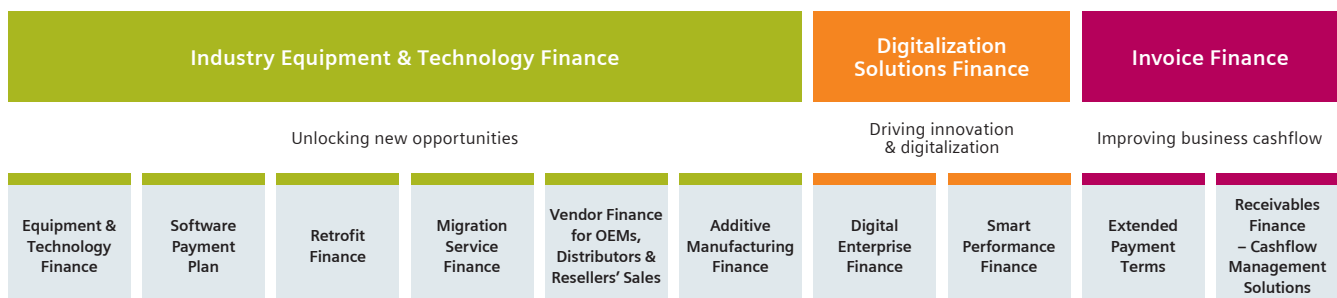 Industry Equipment & Technology Finance
Digitalization
Solutions Finance
Invoice Finance
Unlocking new opportunities
Driving innovation
& digitalization
Improving business cashflow
Equipment &
Technology
Finance
Software
Payment
Plan
Retrofit
Finance
Migration
Service
Finance
Vendor Finance
for OEMs,
Distributors &
Resellers’ Sales
Additive
Manufacturing
Finance
Digital
Enterprise
Finance
Smart
Performance
Finance
Extended
Payment
Terms
Receivables
Finance
– Cashflow
Management
Solutions